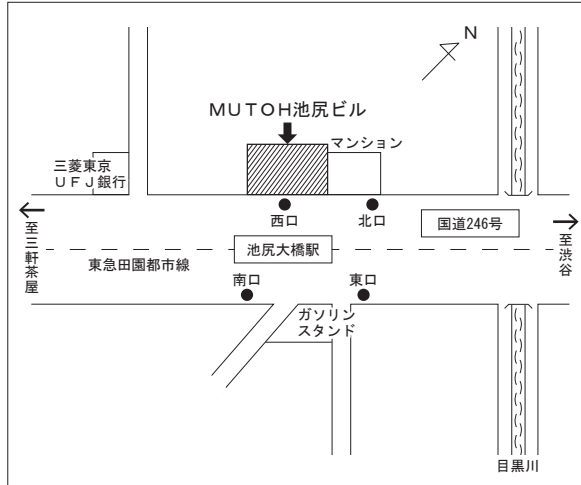 N
MUTOH池尻ビル
マンション
三菱東京
UFJ銀行
西口
北口
国道246号
至三軒茶屋
至渋谷
池尻大橋駅
東急田園都市線
南口
東口
ガソリン
スタンド
目黒川